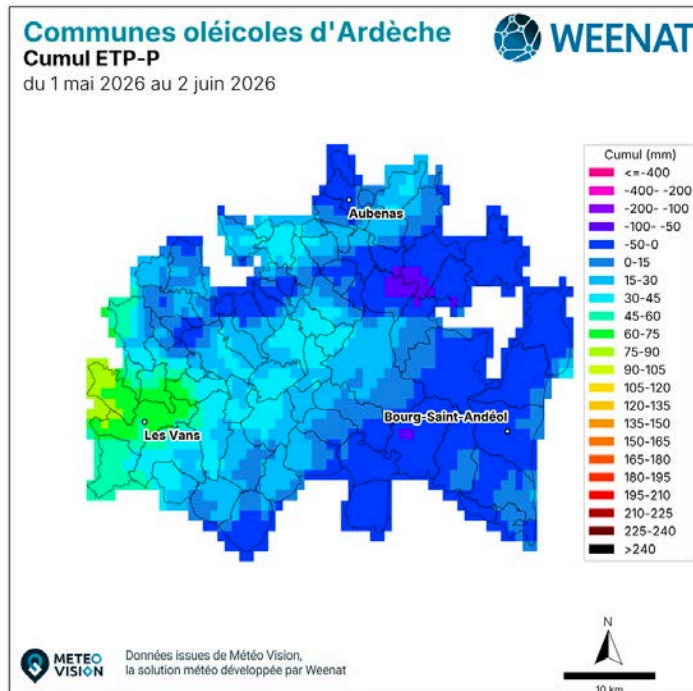 Communes oléicoles d'Ardèche
WEENAT
Cumul ETP-P
du 1 mai 2026 au 2 juin 2026
Cumul (mm)
<=-400
-400 - -200
-200- -100
-100- -50
-50-0
0-15
15-30
30-45
45-60
60-75
75-90
90-105
105-120
120-135
135-150
150-165
165-180
180-195
195-210
210-225
225-240
>240
Aubenas
Bourg-Saint-Andéol
Les Vans
METEO
VISION
Données issues de Météo Vision,
la solution météo développée par Weenat
N
10 km